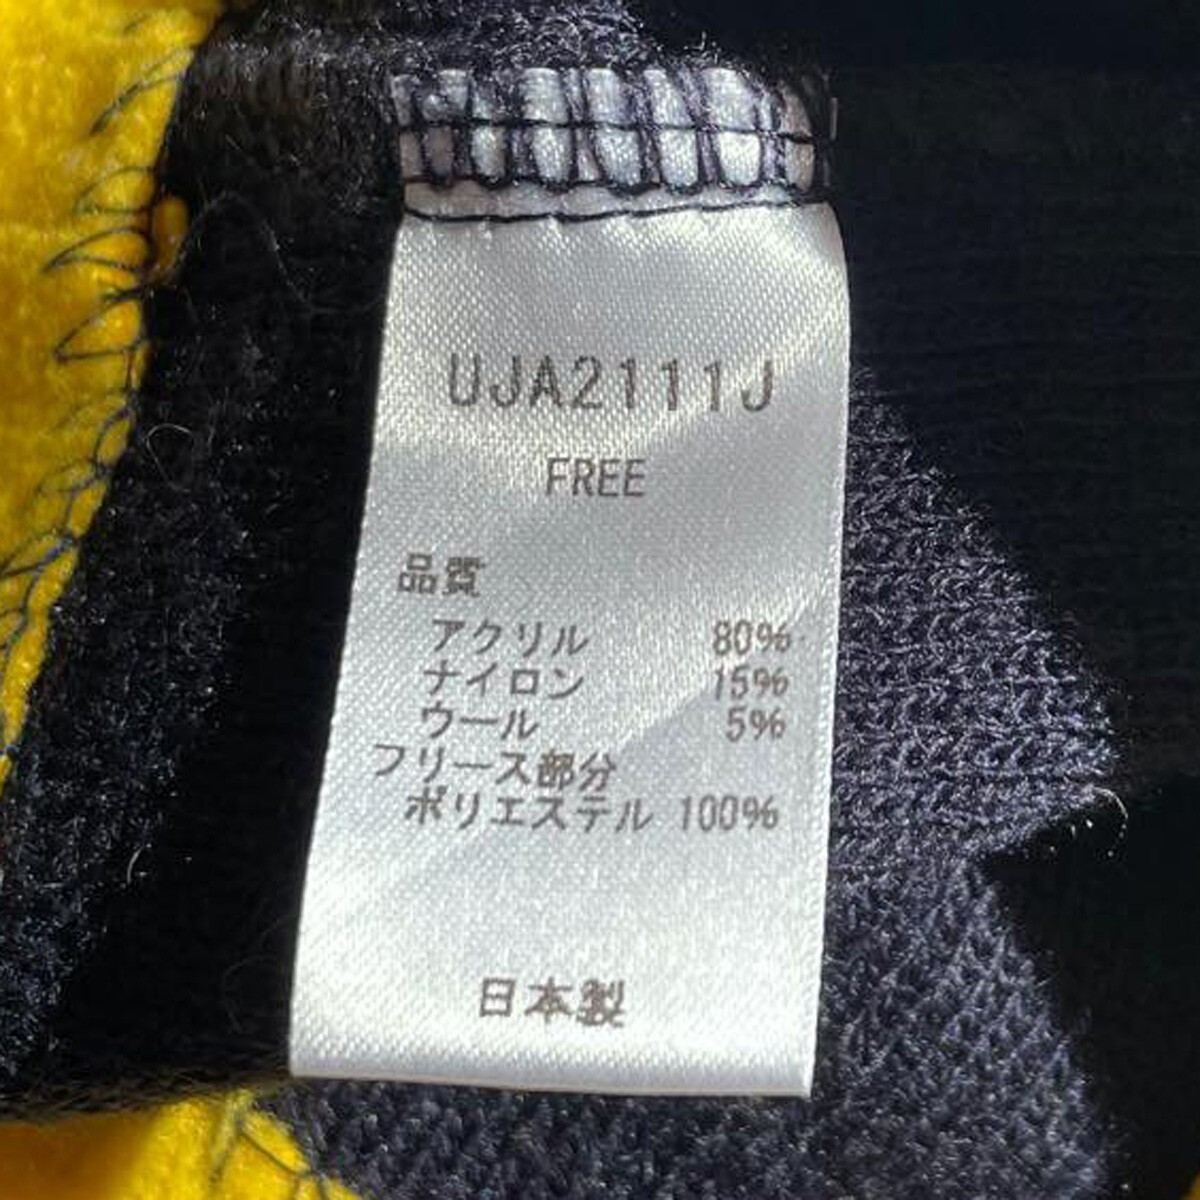 UJA2111J
FREE
品質
アクリル 80%
ナイロン 15%
ウール 5%
フリース部分
ポリエステル 100%
日本製